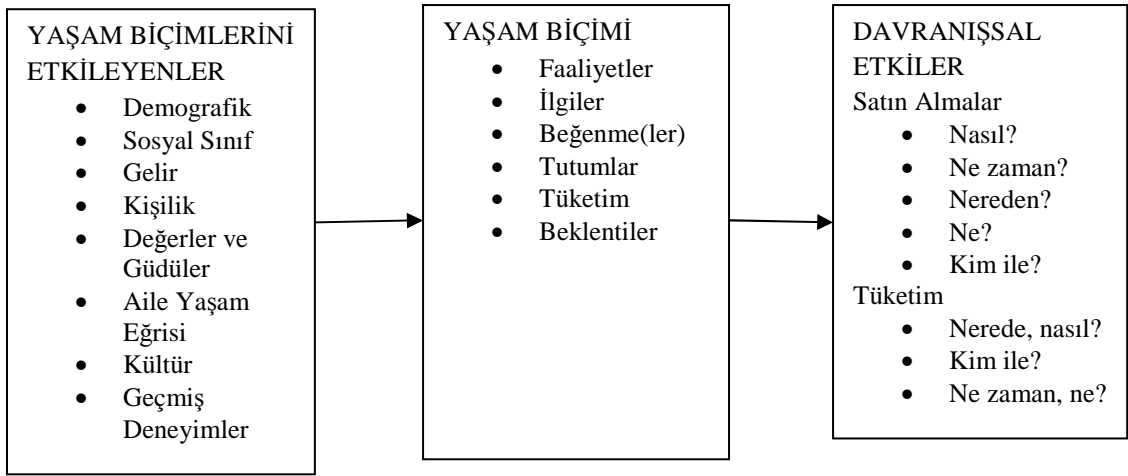 YAŞAM BİÇİMLERİNİ
ETKİLEYENLER
• Demografik
• Sosyal Sınıf
• Gelir
• Kişilik
• Değerler ve
Güdüler
• Aile Yaşam
Eğrisi
• Kültür
• Geçmiş
Deneyimler
YAŞAM BİÇİMİ
• Faaliyetler
• İlgiler
• Beğenme(ler)
• Tutumlar
• Tüketim
• Beklentiler
DAVRANIŞSAL
ETKİLER
Satın Almalar
• Nasıl?
• Ne zaman?
• Nereden?
• Ne?
• Kim ile?
Tüketim
• Nerede, nasıl?
• Kim ile?
• Ne zaman, ne?